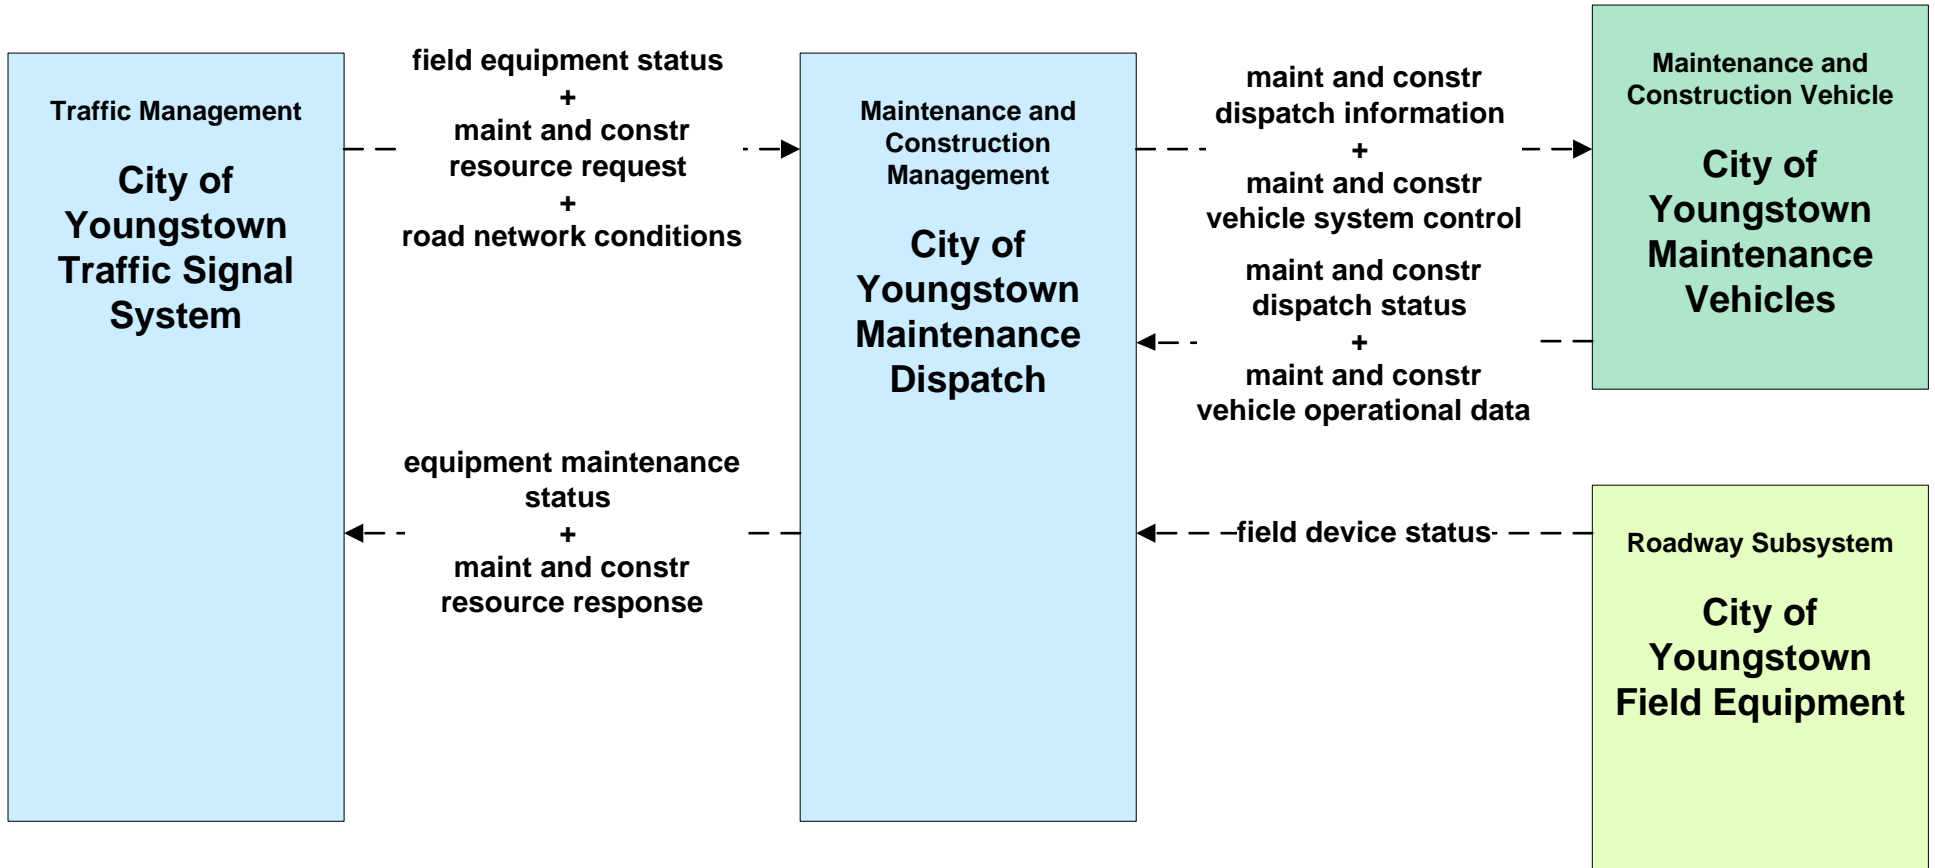 Traffic Management
City of
Youngstown
Traffic Signal
System
field equipment status
+
maint and constr
resource request
+
road network conditions
equipment maintenance
status
+
maint and constr
resource response
Maintenance and
Construction
Management
City of
Youngstown
Maintenance
Dispatch
maint and constr
dispatch information
+
maint and constr
vehicle system control
maint and constr
dispatch status
+
maint and constr
vehicle operational data
field device status
Maintenance and
Construction Vehicle
City of
Youngstown
Maintenance
Vehicles
Roadway Subsystem
City of
Youngstown
Field Equipment